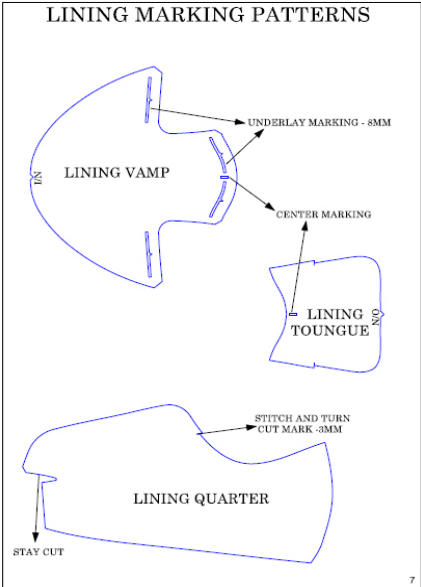 LINING MARKING PATTERNS
UNDERLAY MARKING - 8MM
LINING VAMP
I/N
CENTER MARKING
LINING
TOUNGUE
O/N
STITCH AND TURN
CUT MARK -3MM
LINING QUARTER
STAY CUT
7